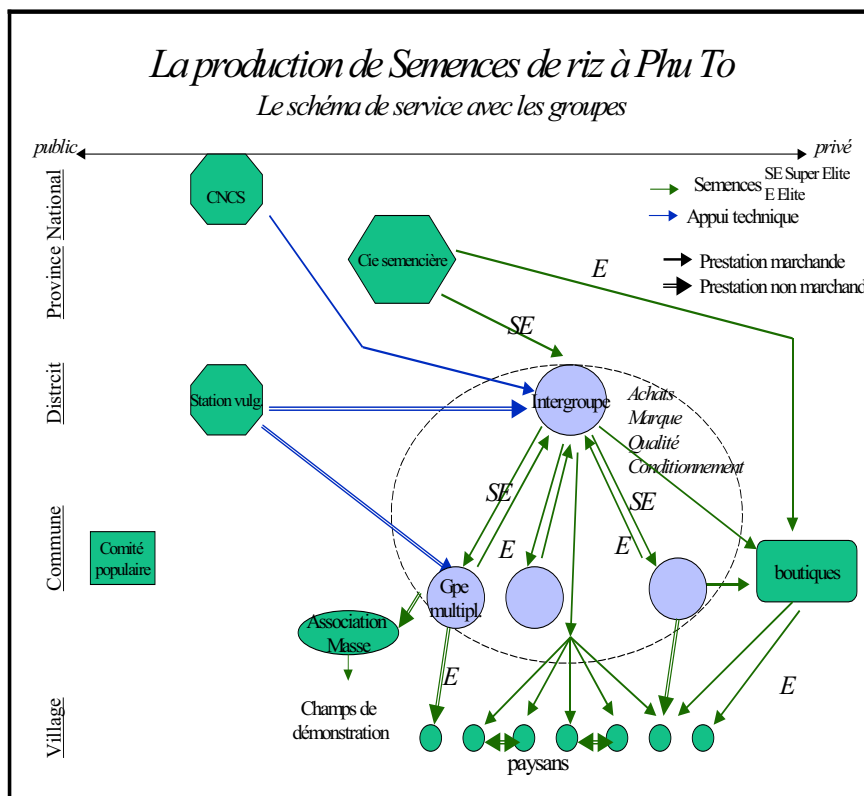 La production de Semences de riz à Phu To
Le schéma de service avec les groupes
public
privé
National
Province
Distrcit
Commune
Village
CNCS
Semences
SE Super Elite
E Elite
Appui technique
Prestation marchande
Prestation non marchand
Cie semencière
E
SE
Station vulg.
Intergroupe
Achats
Marque
Qualité
Conditionnement
SE
SE
E
E
Comité
populaire
Gpe
multipl.
boutiques
Association
Masse
E
E
Champs de
démonstration
paysans